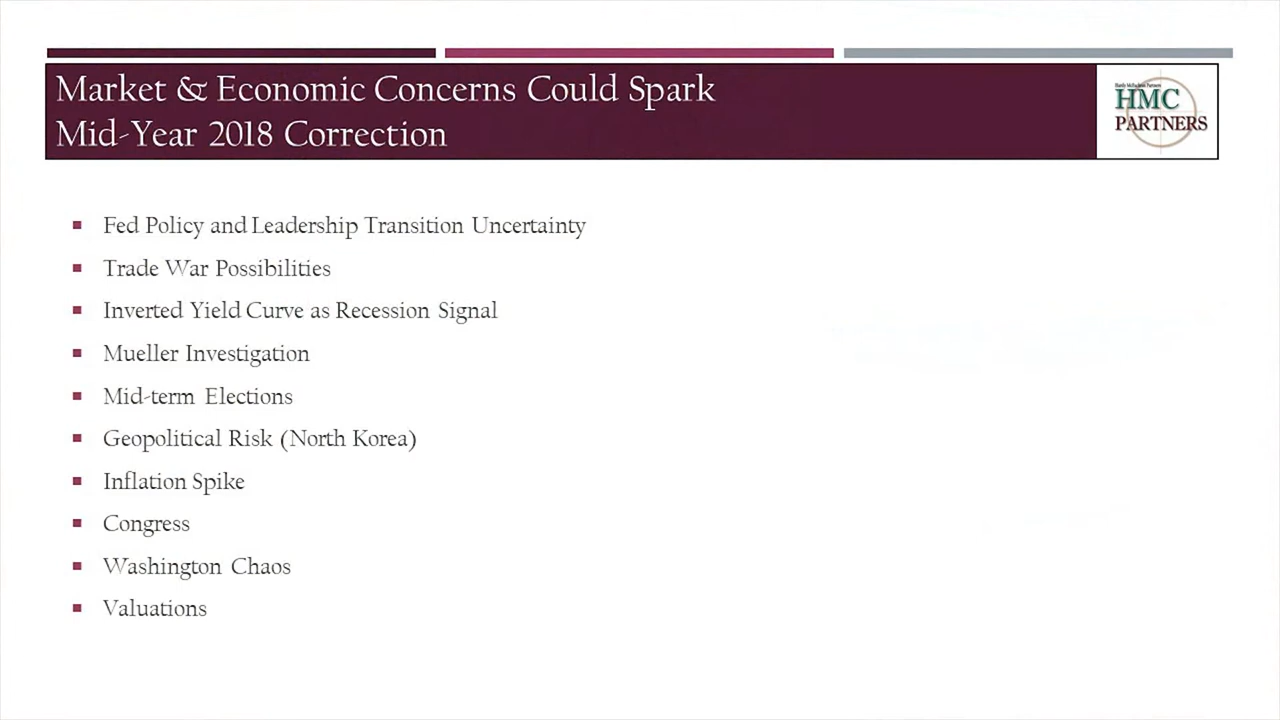 Market & Economic Concerns Could Spark
Mid-Year 2018 Correction
HMC
PARTNERS
Fed Policy and Leadership Transition Uncertainty
Trade War Possibilities
Inverted Yield Curve as Recession Signal
Mueller Investigation
Mid-term Elections
Geopolitical Risk (North Korea)
Inflation Spike
Congress
Washington Chaos
Valuations